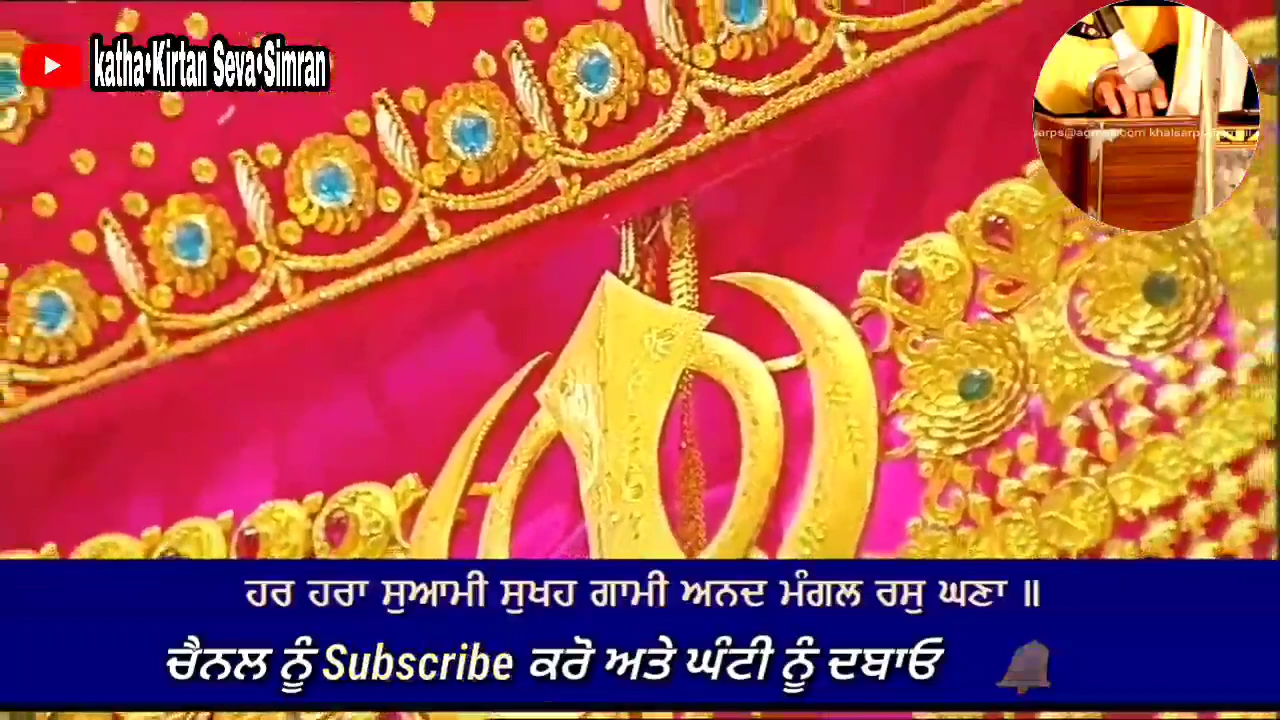 katha•Kirtan Seva•Simran
ਹਰ ਹਰਾ ਸੁਆਮੀ ਸੁਖਹ ਗਾਮੀ ਅਨਦ ਮੰਗਲ ਰਸੁ ਘਣਾ ॥
ਚੈਨਲ ਨੂੰ Subscribe ਕਰੋ ਅਤੇ ਘੰਟੀ ਨੂੰ ਦਬਾਓ